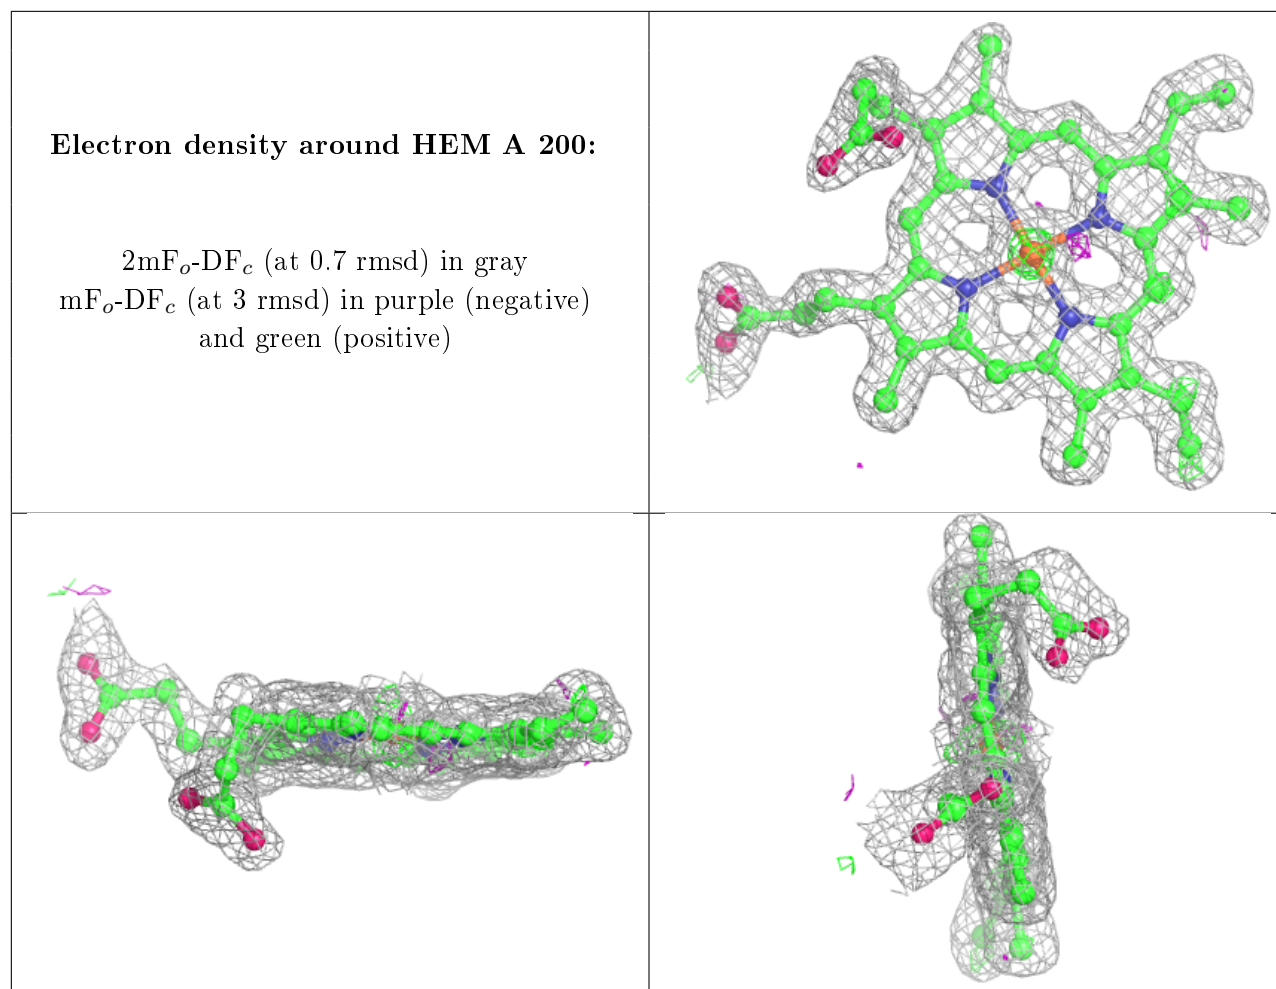 Electron density around HEM A 200:
2mFo-DFc (at 0.7 rmsd) in gray
mFo-DFc (at 3 rmsd) in purple (negative)
and green (positive)